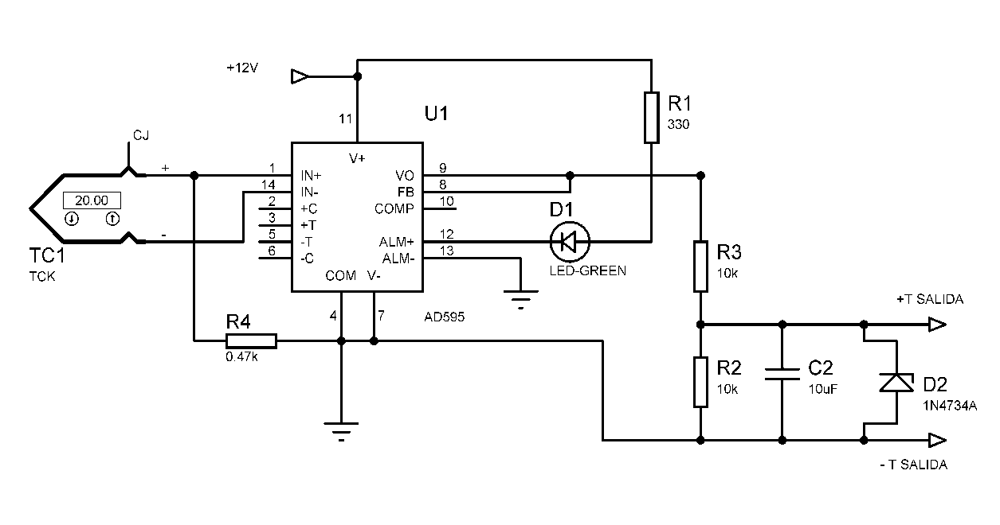 +12V
11
U1
R1
330
CJ
V+
+
1
IN+
VO
9
14
IN-
FB
8
2
+C
COMP
10
3
+T
5
-T
ALM+
12
6
-C
ALM-
13
20.00
-
TC1
TCK
D1
LED-GREEN
COM
V-
4
7
AD595
R3
10k
R4
0.47k
+T SALIDA
R2
10k
C2
10uF
D2
1N4734A
- T SALIDA